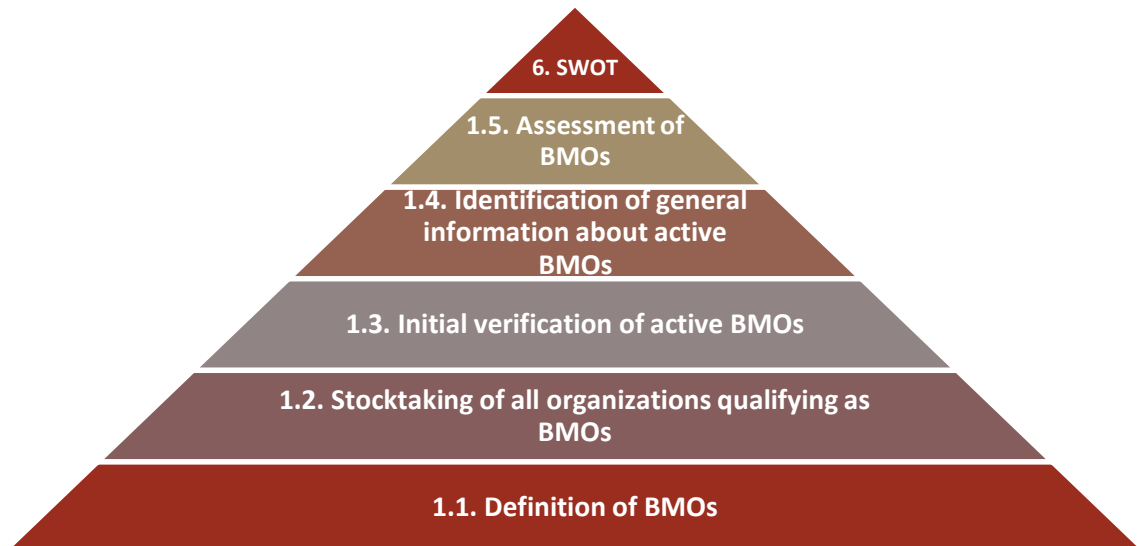 6. SWOT
1.5. Assessment of
BMOs
1.4. Identification of general
information about active
BMOs
1.3. Initial verification of active BMOs
1.2. Stocktaking of all organizations qualifying as
BMOs
1.1. Definition of BMOs